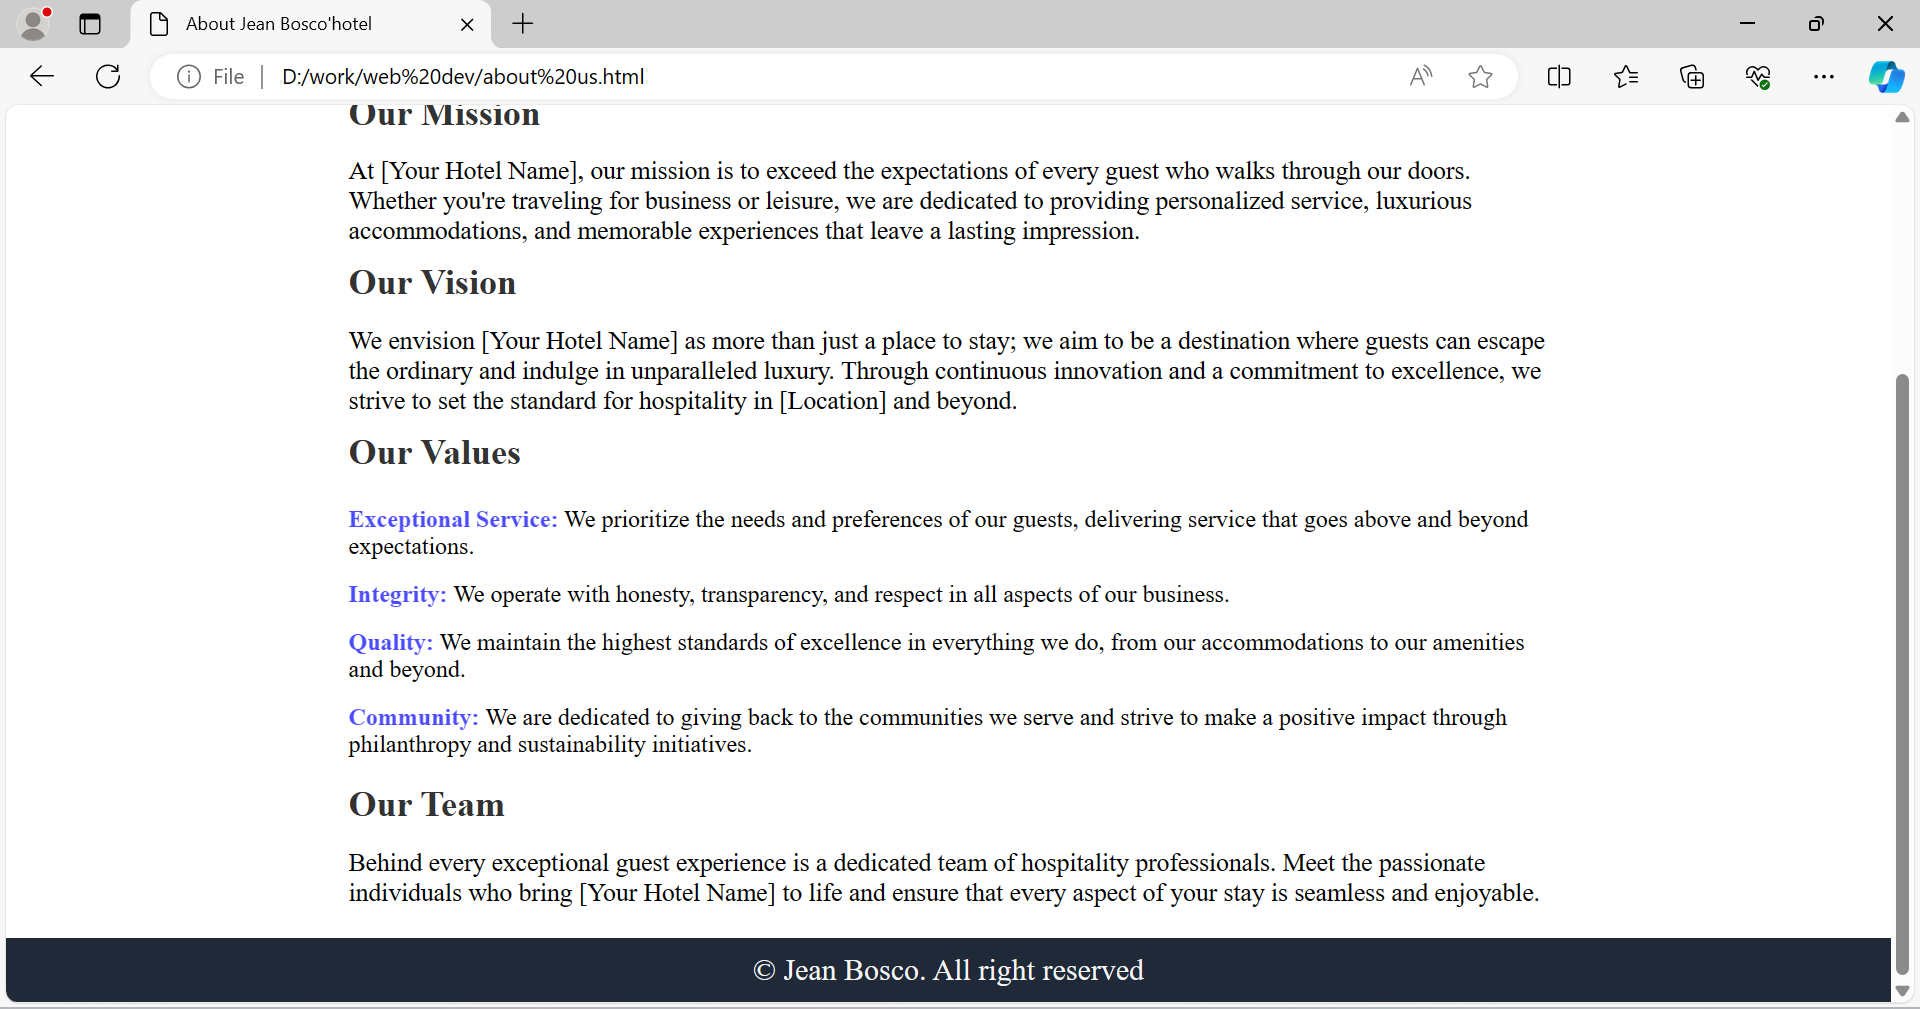 About Jean Bosco'hotel
File
D:/work/web%20dev/about%20us.html
Our Mission
At [Your Hotel Name], our mission is to exceed the expectations of every guest who walks through our doors.
Whether you're traveling for business or leisure, we are dedicated to providing personalized service, luxurious
accommodations, and memorable experiences that leave a lasting impression.
Our Vision
We envision [Your Hotel Name] as more than just a place to stay; we aim to be a destination where guests can escape
the ordinary and indulge in unparalleled luxury. Through continuous innovation and a commitment to excellence, we
strive to set the standard for hospitality in [Location] and beyond.
Our Values
Exceptional Service: We prioritize the needs and preferences of our guests, delivering service that goes above and beyond
expectations.
Integrity: We operate with honesty, transparency, and respect in all aspects of our business.
Quality: We maintain the highest standards of excellence in everything we do, from our accommodations to our amenities
and beyond.
Community: We are dedicated to giving back to the communities we serve and strive to make a positive impact through
philanthropy and sustainability initiatives.
Our Team
Behind every exceptional guest experience is a dedicated team of hospitality professionals. Meet the passionate
individuals who bring [Your Hotel Name] to life and ensure that every aspect of your stay is seamless and enjoyable.
© Jean Bosco. All right reserved